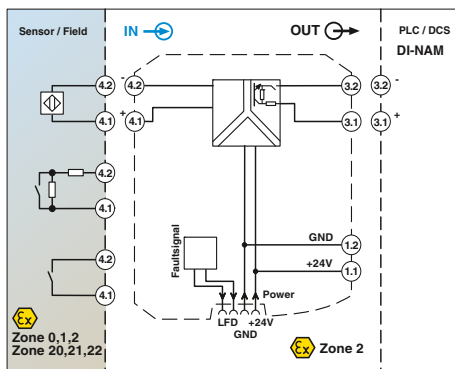 Sensor / Field
IN
OUT
PLC / DCS
DI-NAM
4.2
-
4.2
3.2
3.2
-
4.1
+
4.1
3.1
3.1
+
4.2
4.1
4.2
4.1
Faultsignal
GND
1.2
+24V
1.1
Power
LFD
+24V
GND
Ex
Zone 0,1,2
Zone 20,21,22
Ex
Zone 2